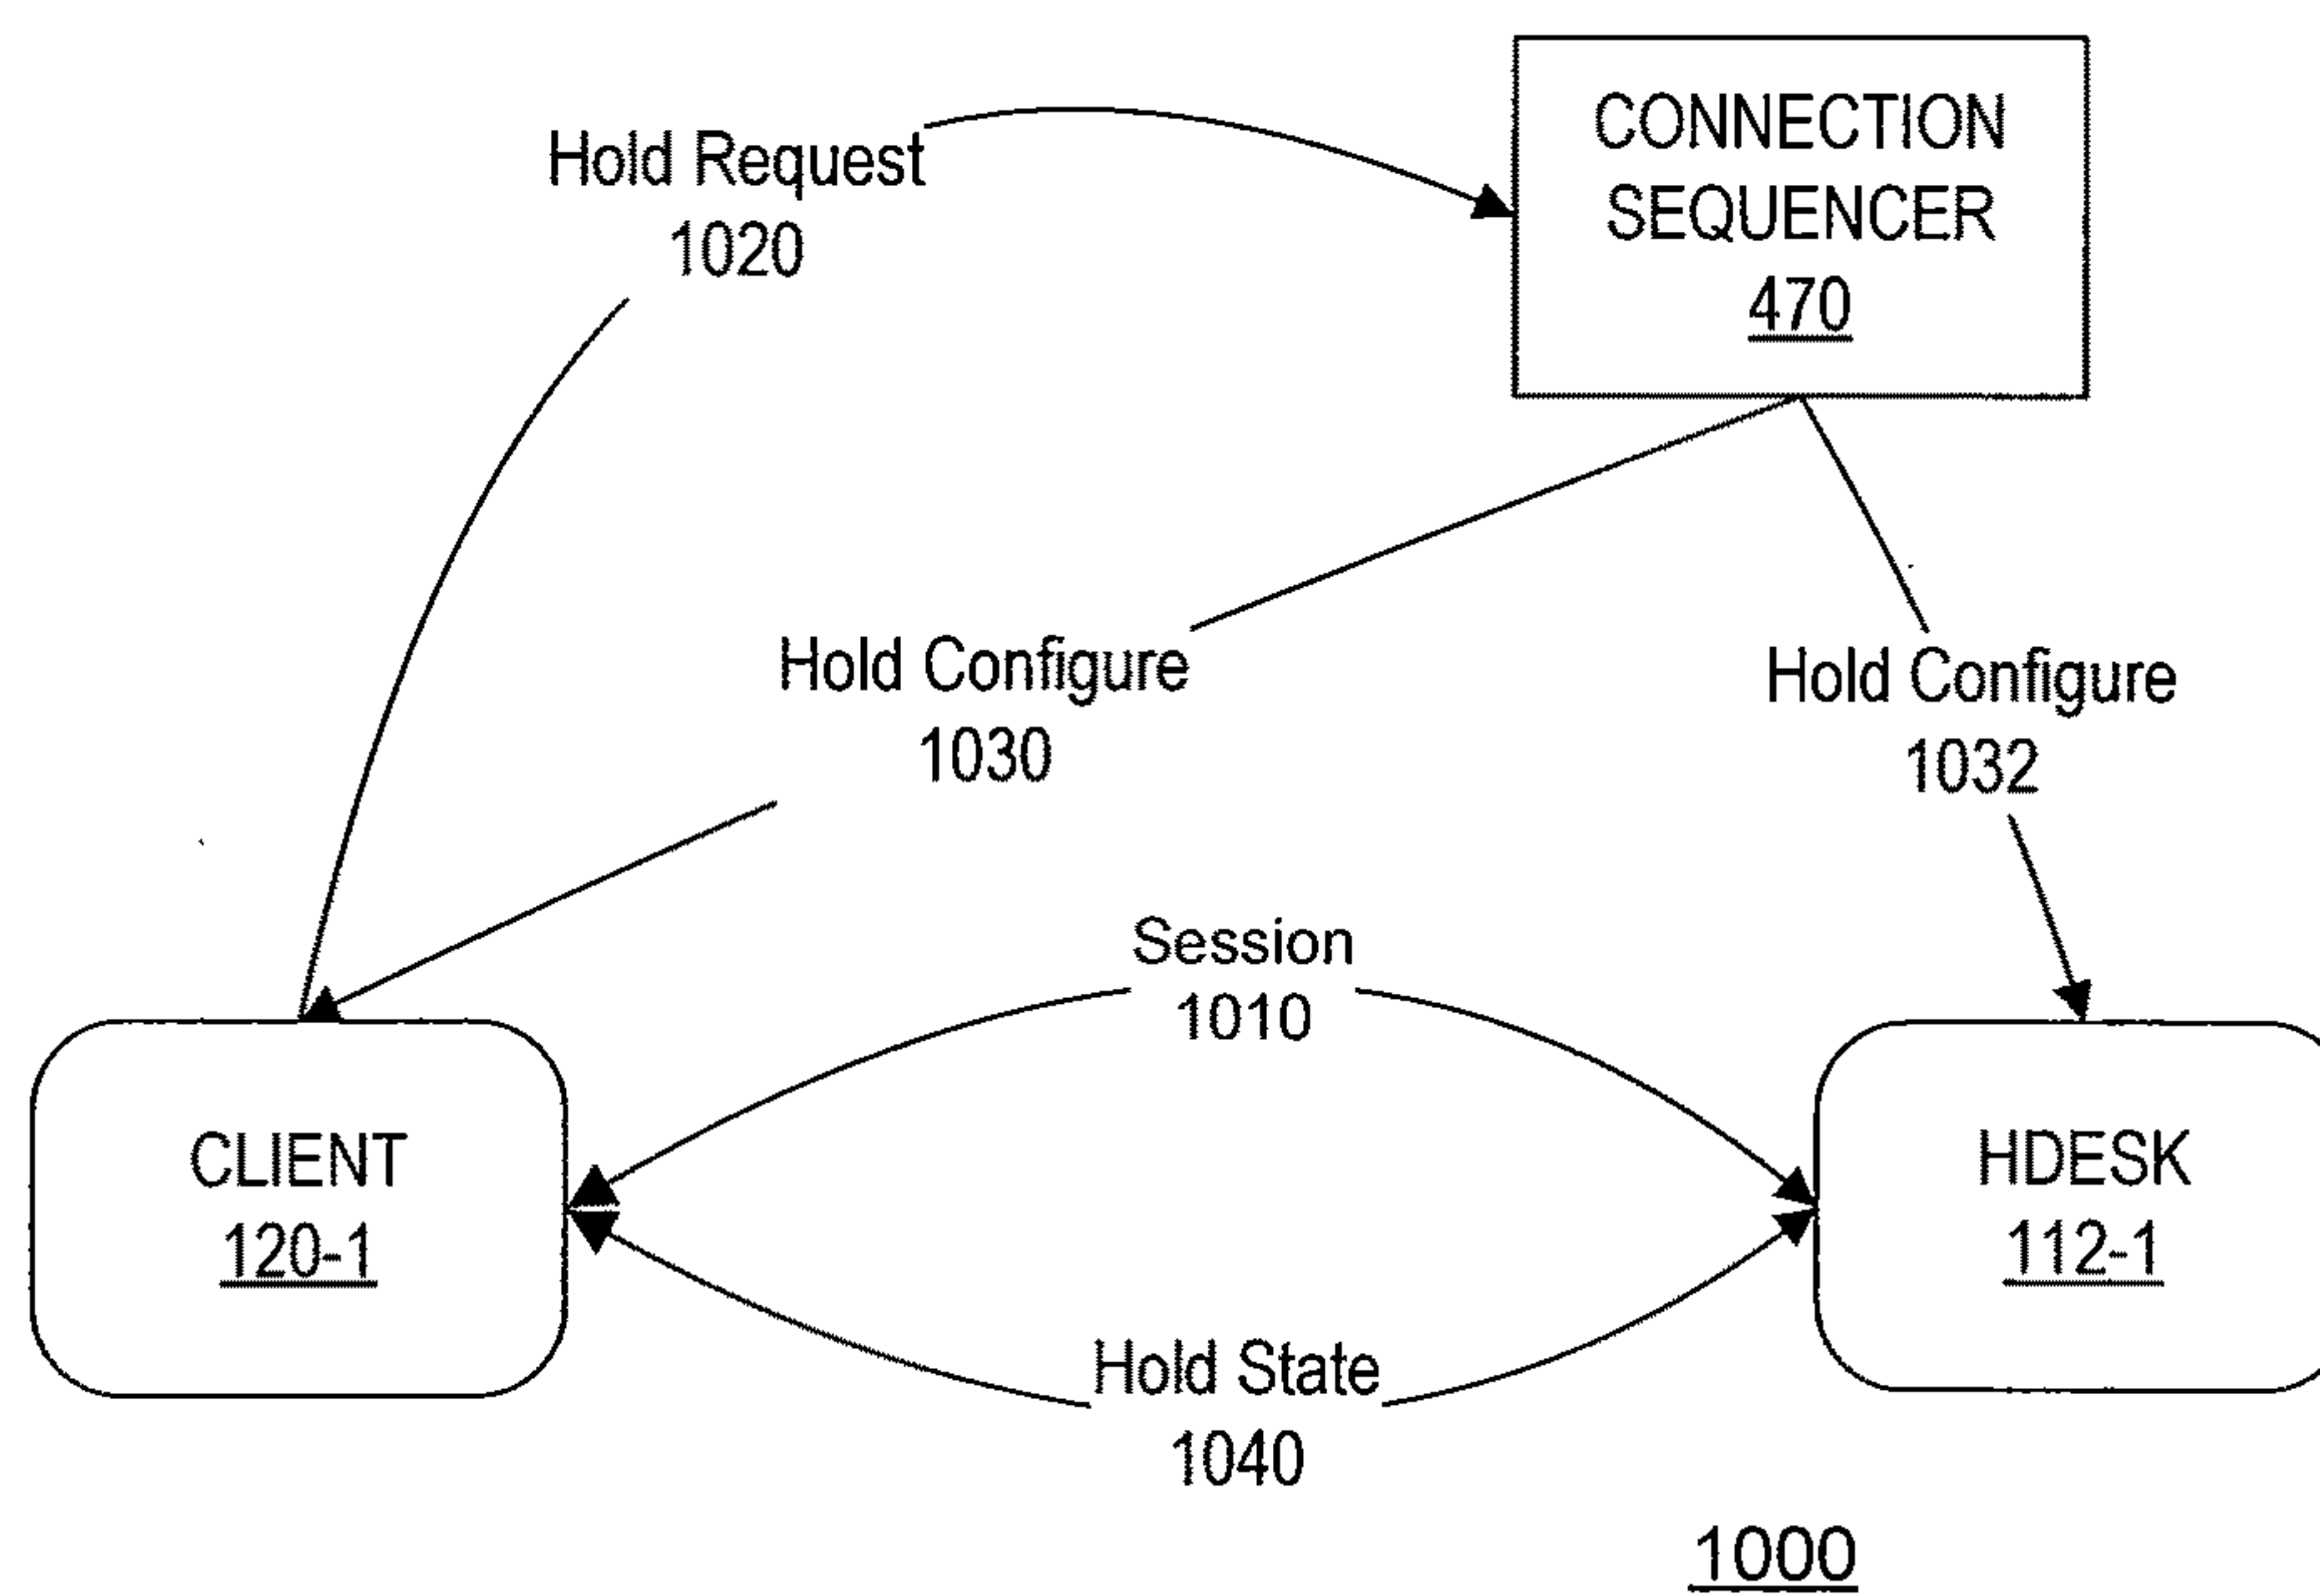 Hold Request
1020
CONNECTION
SEQUENCER
470
Hold Configure
1030
Hold Configure
1032
Session
1010
CLIENT
120-1
HDESK
112-1
Hold State
1040
1000